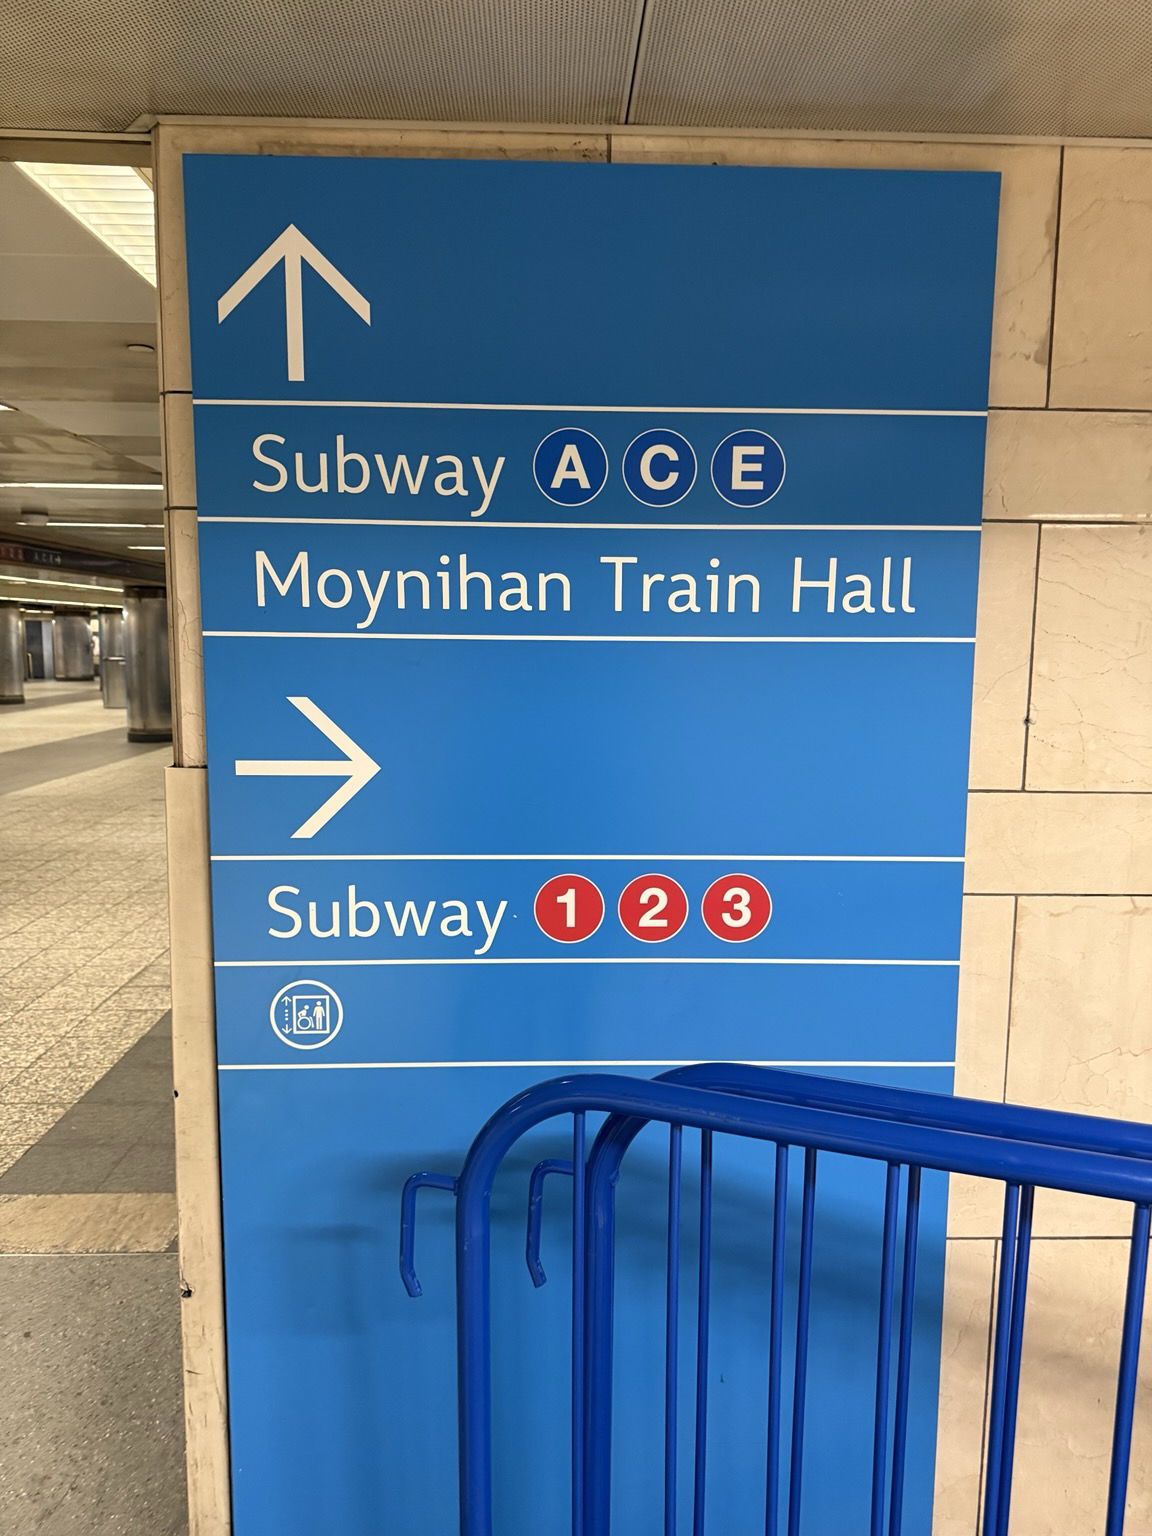 Subway A C E
Moynihan Train Hall
Subway 1 2 3
A C E